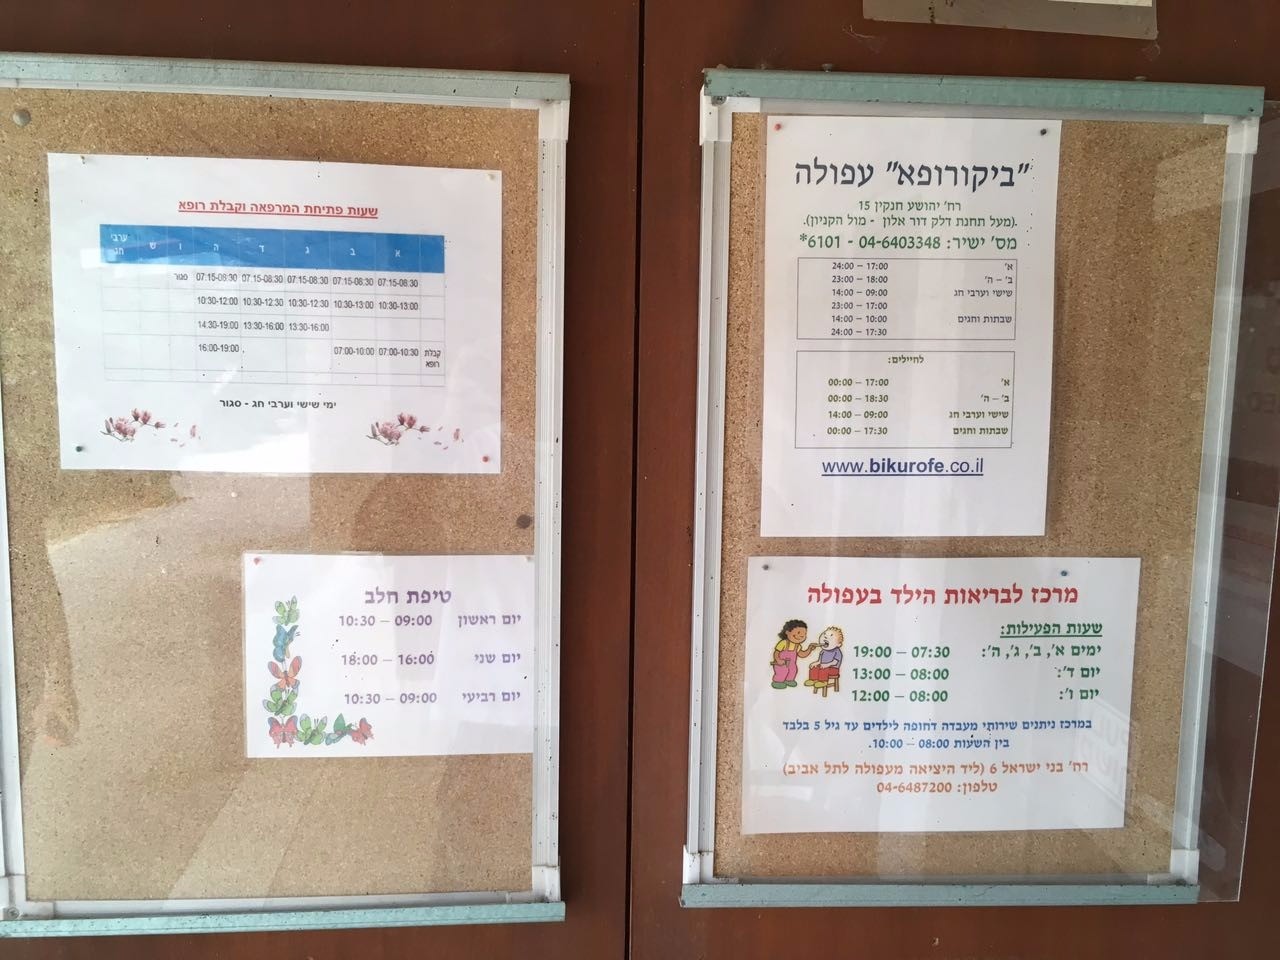 שעות פתיחת המרפאה וקבלת רופא
א ב ג ד ה ו ש ערבי חג
07:15-08:30 07:15-08:30 07:15-08:30 07:15-08:30 07:15-08:30 סגור
10:30-13:00 10:30-13:00 10:30-12:30 10:30-12:30 10:30-12:00
13:30-16:00 13:30-16:00 14:30-19:00
קבלת רופא 07:00-10:30 07:00-10:00 16:00-19:00
ימי שישי וערבי חג - סגור
טיפת חלב
יום ראשון 09:00 – 10:30
יום שני 16:00 – 18:00
יום רביעי 09:00 – 10:30
"ביקורופא" עפולה
רח' יהושע חנקין 15
(מעל תחנת דלק דור אלון - מול הקניון).
מס' ישיר: 04-6403348 - 6101*
א' 17:00 – 24:00
ב' – ה' 18:00 – 23:00
שישי וערבי חג 09:00 – 14:00
17:00 – 23:00
שבתות וחגים 10:00 – 14:00
17:30 – 24:00
לחיילים:
א' 17:00 – 00:00
ב' – ה' 18:30 – 00:00
שישי וערבי חג 09:00 – 14:00
שבתות וחגים 17:30 – 00:00
www.bikurofe.co.il
מרכז לבריאות הילד בעפולה
שעות הפעילות:
ימים א', ב', ג', ה': 07:30 – 19:00
יום ד': 08:00 – 13:00
יום ו': 08:00 – 12:00
במרכז ניתנים שירותי מעבדה דחופה לילדים עד גיל 5 בלבד
בין השעות 08:00 – 10:00.
רח' בני ישראל 6 (ליד היציאה מעפולה לתל אביב)
טלפון: 04-6487200